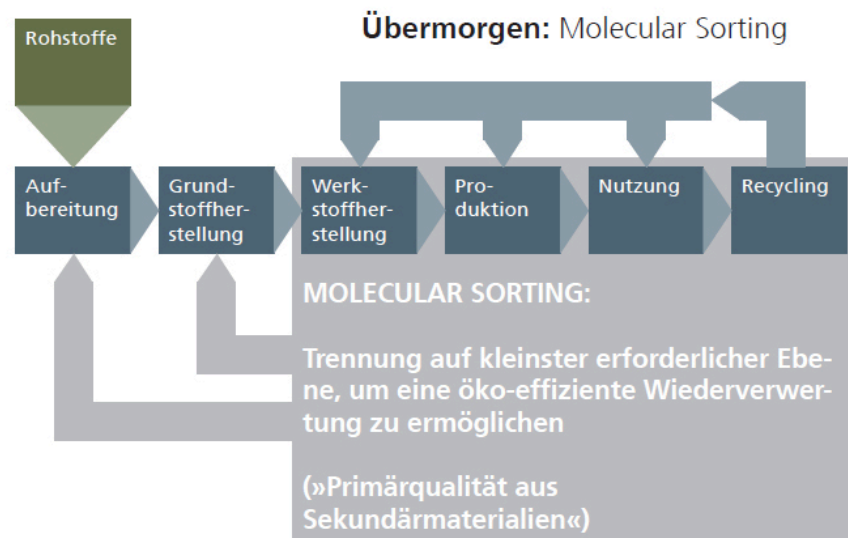 Übermorgen: Molecular Sorting
Rohstoffe
Auf-
bereitung
Grund-
stoffher-
stellung
Werk-
stoffher-
stellung
Pro-
duktion
Nutzung
Recycling
MOLECULAR SORTING:
Trennung auf kleinster erforderlicher Ebe-
ne, um eine öko-effiziente Wiederverwer-
tung zu ermöglichen
(»Primärqualität aus
Sekundärmaterialien«)